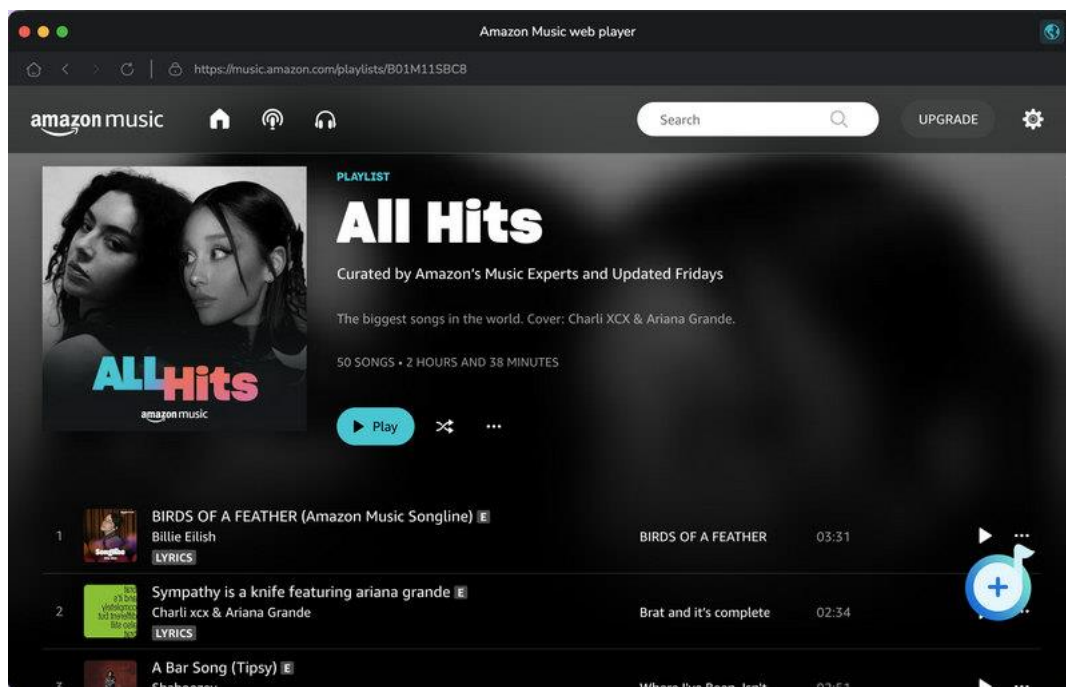 Amazon Music web player
https://music.amazon.com/playlists/B01M11SBC8
amazon music
Search
UPGRADE
PLAYLIST
All Hits
Curated by Amazon's Music Experts and Updated Fridays
The biggest songs in the world. Cover: Charli XCX & Ariana Grande.
50 SONGS • 2 HOURS AND 38 MINUTES
ALL Hits
amazon music
Play
1
Songline
BIRDS OF A FEATHER (Amazon Music Songline) E
Billie Eilish
LYRICS
BIRDS OF A FEATHER
03:31
2
Sympathy is a knife featuring ariana grande E
Charli xcx & Ariana Grande
LYRICS
Brat and it's complete
02:34
A Bar Song (Tipsy) E